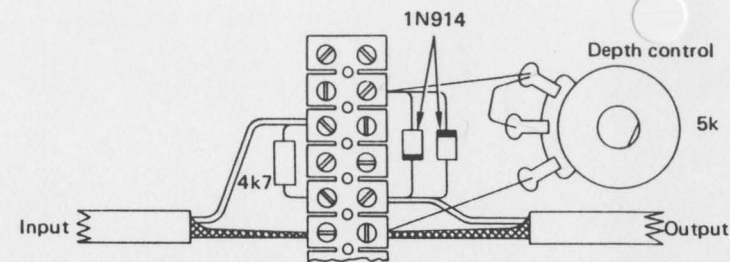 1N914
Depth control
5k
4k7
Input
Output